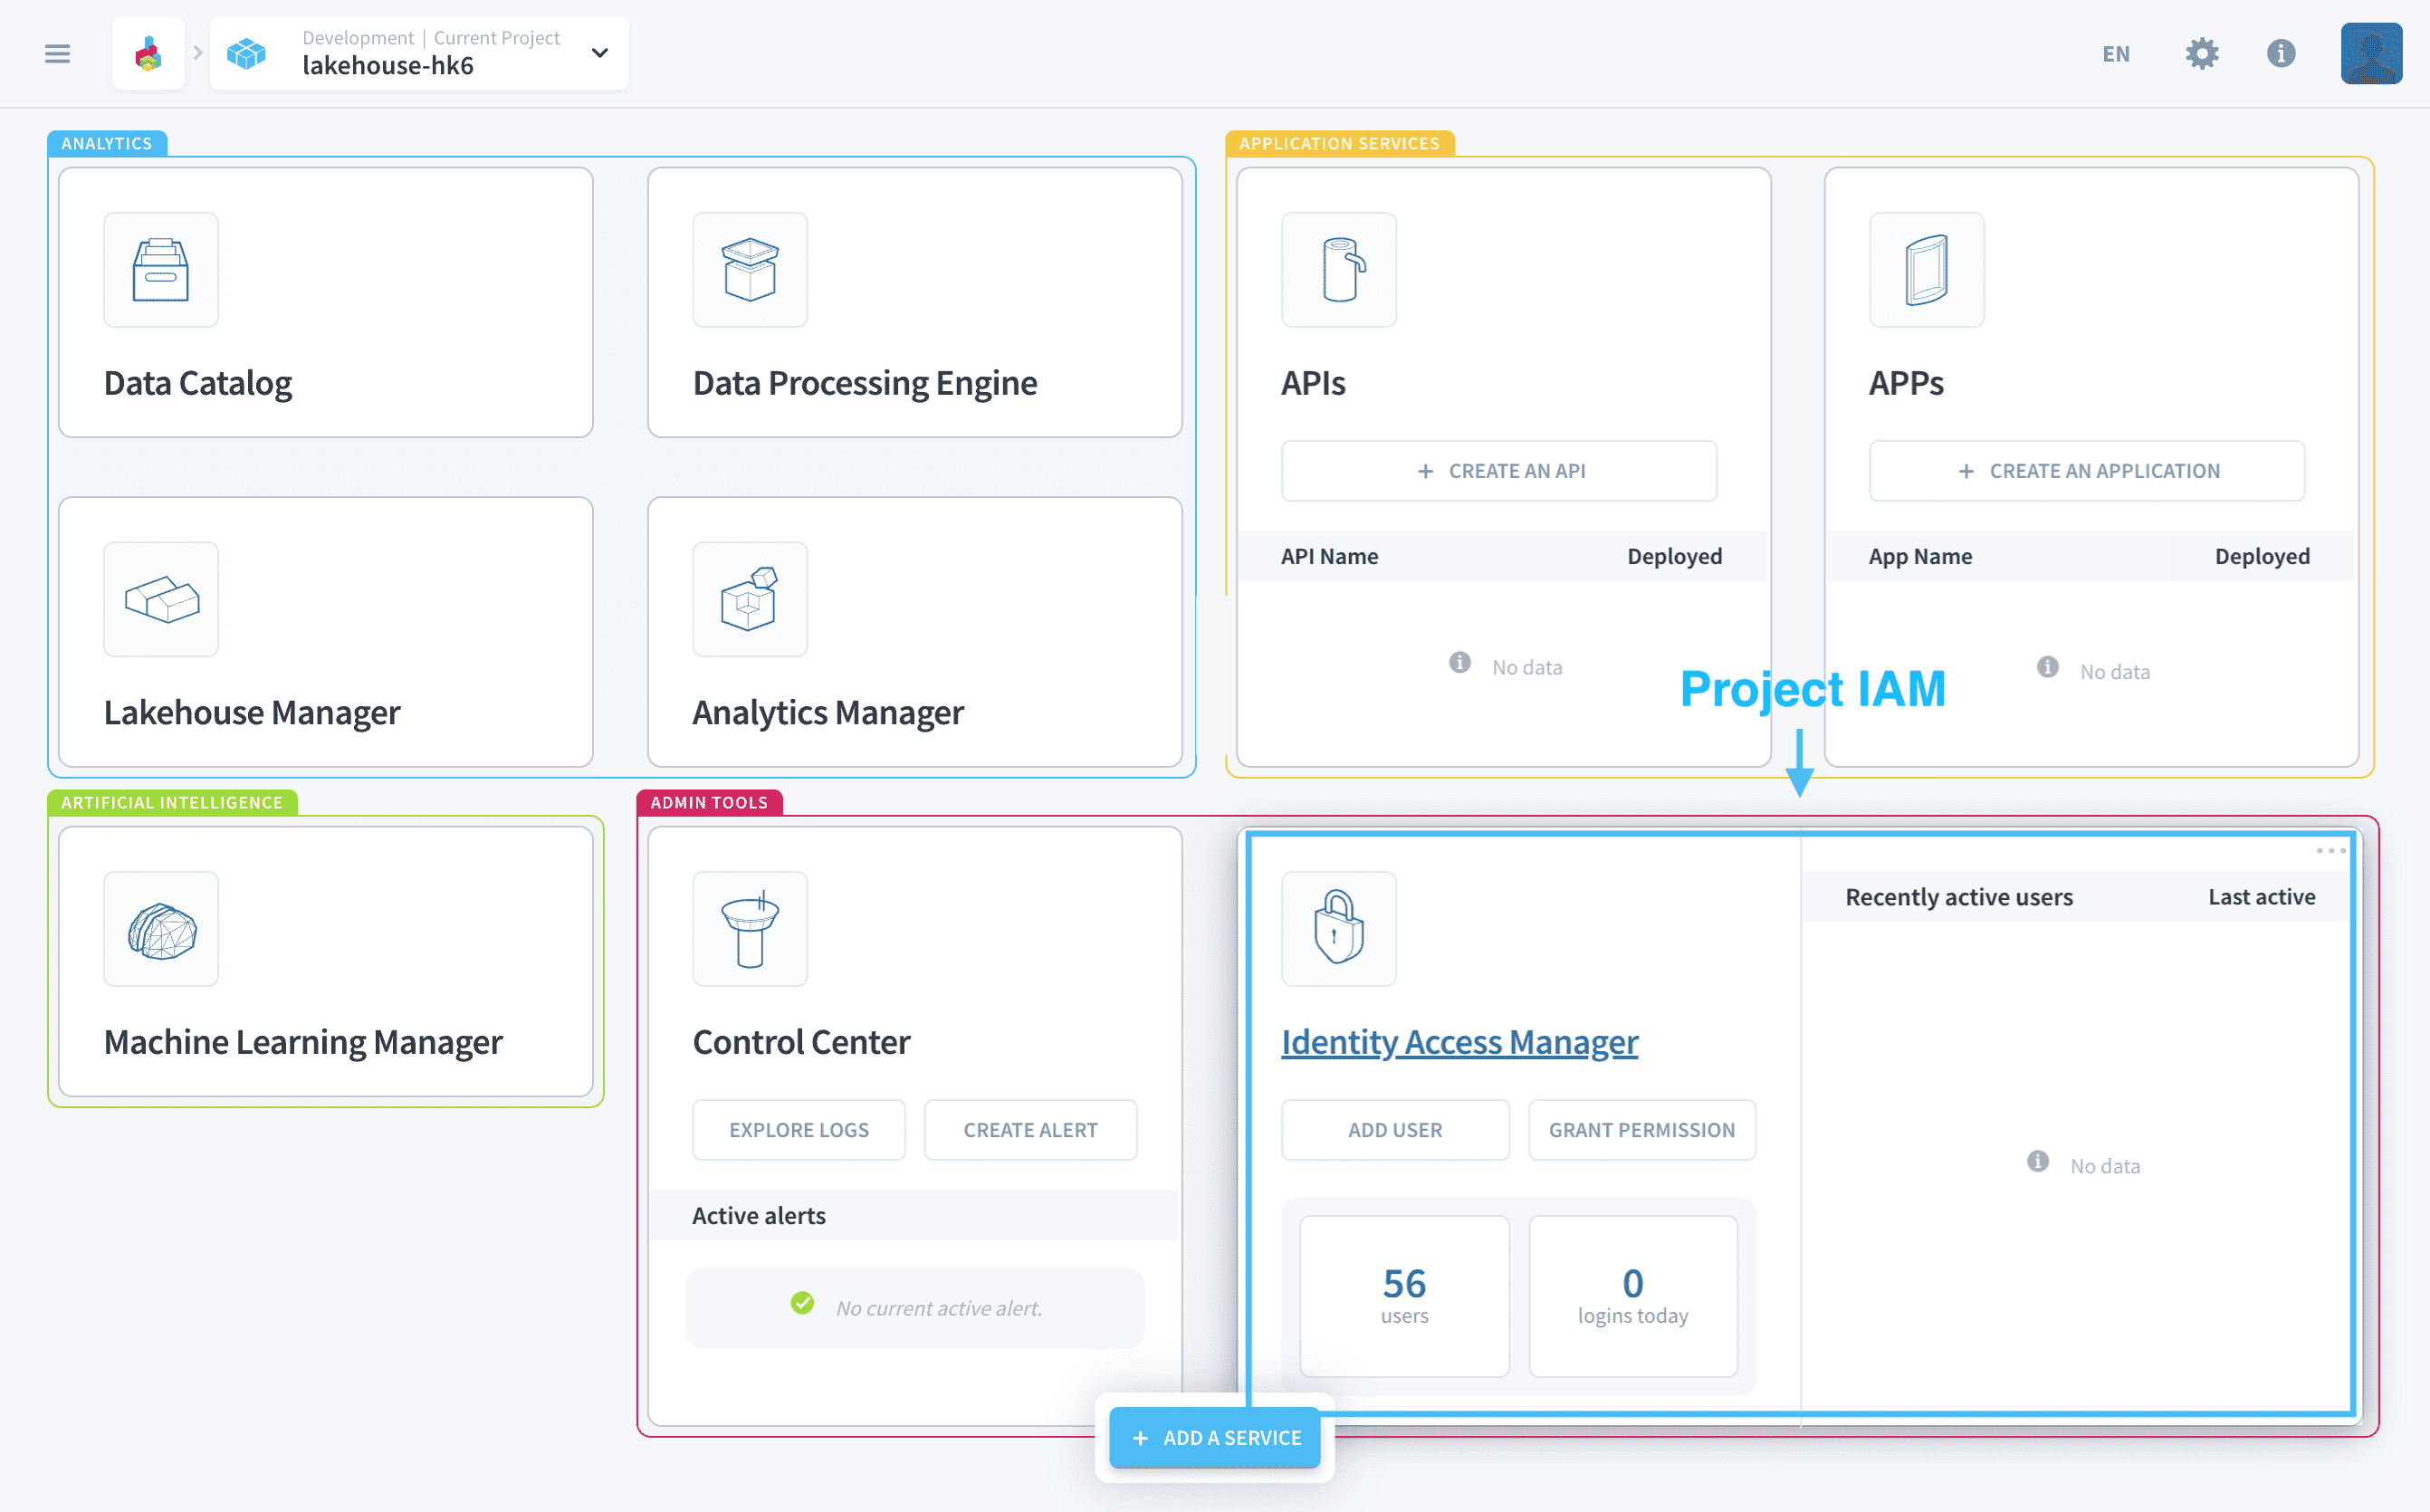 Development | Current Project
lakehouse-hk6
EN
ANALYTICS
Data Catalog
Data Processing Engine
Lakehouse Manager
Analytics Manager
APPLICATION SERVICES
APIs
+ CREATE AN API
API Name Deployed
No data
APPs
+ CREATE AN APPLICATION
App Name Deployed
No data
Project IAM
ARTIFICIAL INTELLIGENCE
Machine Learning Manager
ADMIN TOOLS
Control Center
EXPLORE LOGS CREATE ALERT
Active alerts
No current active alert.
Identity Access Manager
ADD USER GRANT PERMISSION
56
users
0
logins today
Recently active users Last active
No data
+ ADD A SERVICE